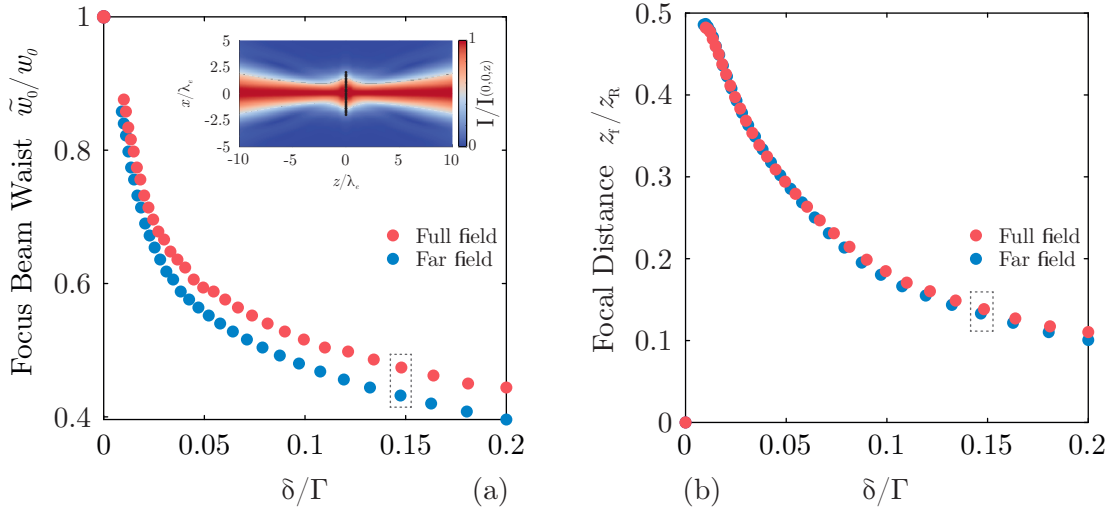 Focus Beam Waist w̃₀/w₀
1
0.8
0.6
0.4
0
0.05
0.1
0.15
0.2
δ/Γ
(a)
x/λₑ
5
2.5
0
-2.5
-5
-10
-5
0
5
10
z/λₑ
1
0
I/I(0,0,z)
Full field
Far field
Focal Distance z_f/z_R
0.5
0.4
0.3
0.2
0.1
0
0
0.05
0.1
0.15
0.2
(b)
δ/Γ
Full field
Far field